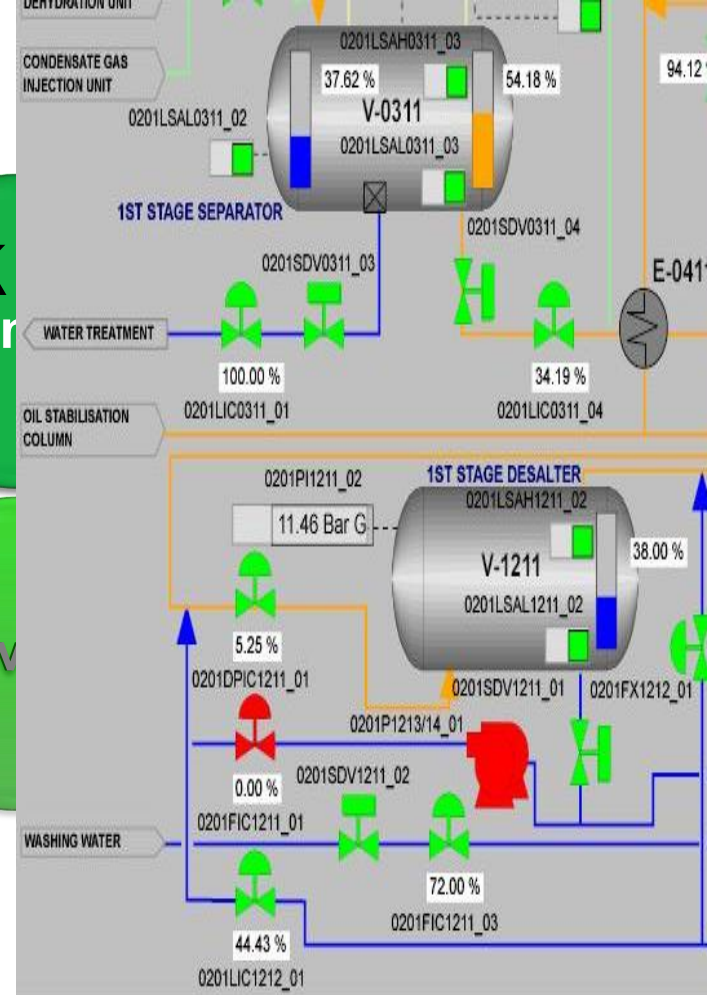 DEHYDRATION UNIT
0201LSAH0311_03
CONDENSATE GAS
INJECTION UNIT
37.62 %
54.18 %
94.12
V-0311
0201LSAL0311_02
0201LSAL0311_03
1ST STAGE SEPARATOR
0201SDV0311_04
0201SDV0311_03
E-0411
WATER TREATMENT
100.00 %
34.19 %
0201LIC0311_01
0201LIC0311_04
OIL STABILISATION
COLUMN
0201PI1211_02
1ST STAGE DESALTER
0201LSAH1211_02
11.46 Bar G
38.00 %
V-1211
0201LSAL1211_02
5.25 %
0201DPIC1211_01
0201SDV1211_01
0201FX1212_01
0201P1213/14_01
0.00 %
0201SDV1211_02
0201FIC1211_01
WASHING WATER
72.00 %
0201FIC1211_03
44.43 %
0201LIC1212_01